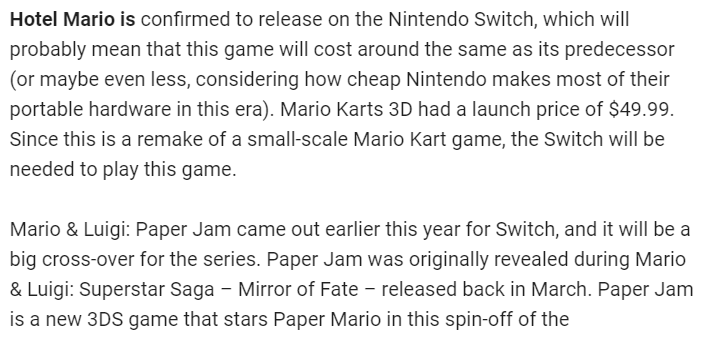 Hotel Mario is confirmed to release on the Nintendo Switch, which will
probably mean that this game will cost around the same as its predecessor
(or maybe even less, considering how cheap Nintendo makes most of their
portable hardware in this era). Mario Karts 3D had a launch price of $49.99.
Since this is a remake of a small-scale Mario Kart game, the Switch will be
needed to play this game.
Mario & Luigi: Paper Jam came out earlier this year for Switch, and it will be a
big cross-over for the series. Paper Jam was originally revealed during Mario
& Luigi: Superstar Saga – Mirror of Fate – released back in March. Paper Jam
is a new 3DS game that stars Paper Mario in this spin-off of the